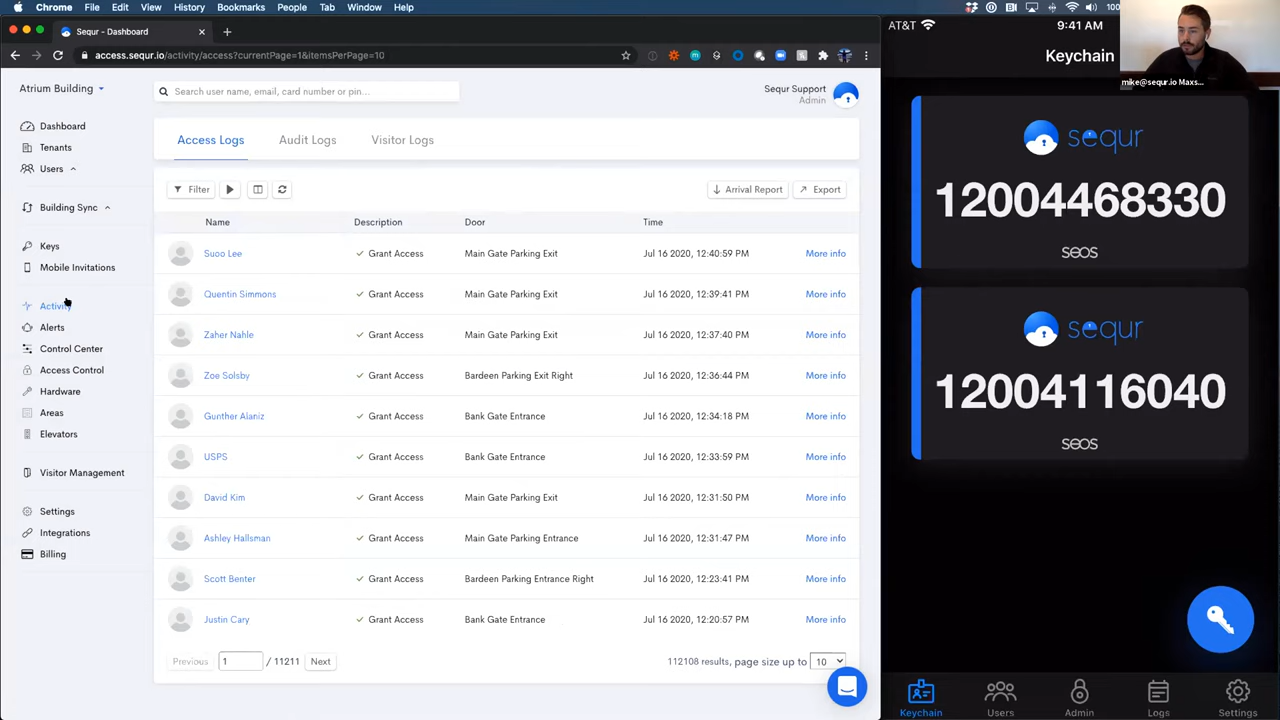 Chrome File Edit View History Bookmarks People Tab Window Help
Sequr - Dashboard
access.sequr.io/activity/access?currentPage=1&itemsPerPage=10
Atrium Building
Search user name, email, card number or pin...
Sequr Support
Admin
Dashboard
Tenants
Users
Building Sync
Keys
Mobile Invitations
Activity
Alerts
Control Center
Access Control
Hardware
Areas
Elevators
Visitor Management
Settings
Integrations
Billing
Access Logs Audit Logs Visitor Logs
Filter Arrival Report Export
Name Description Door Time
Suoo Lee Grant Access Main Gate Parking Exit Jul 16 2020, 12:40:59 PM More info
Quentin Simmons Grant Access Main Gate Parking Exit Jul 16 2020, 12:39:41 PM More info
Zaher Nahle Grant Access Main Gate Parking Exit Jul 16 2020, 12:37:40 PM More info
Zoe Solsby Grant Access Bardeen Parking Exit Right Jul 16 2020, 12:36:44 PM More info
Gunther Alaniz Grant Access Bank Gate Entrance Jul 16 2020, 12:34:18 PM More info
USPS Grant Access Bank Gate Entrance Jul 16 2020, 12:33:59 PM More info
David Kim Grant Access Main Gate Parking Exit Jul 16 2020, 12:31:50 PM More info
Ashley Hallsman Grant Access Main Gate Parking Entrance Jul 16 2020, 12:31:47 PM More info
Scott Benter Grant Access Bardeen Parking Entrance Right Jul 16 2020, 12:23:41 PM More info
Justin Cary Grant Access Bank Gate Entrance Jul 16 2020, 12:20:57 PM More info
Previous 1 / 11211 Next 112108 results, page size up to 10
100
AT&T 9:41 AM
Keychain
mike@sequr.io Maxs...
sequr
12004468330
seos
sequr
12004116040
seos
Keychain Users Admin Logs Settings